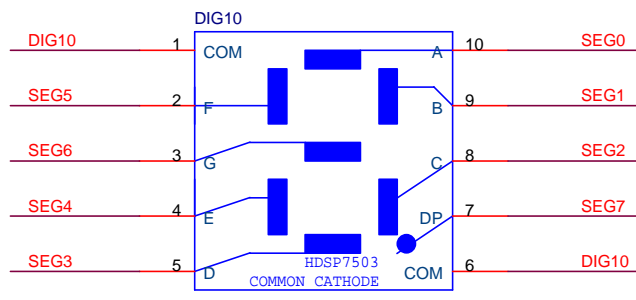 DIG10
DIG10 1 COM A 10 SEG0
SEG5 2 F B 9 SEG1
SEG6 3 G C 8 SEG2
SEG4 4 E DP 7 SEG7
HDSP7503
SEG3 5 D COM 6 DIG10
COMMON CATHODE